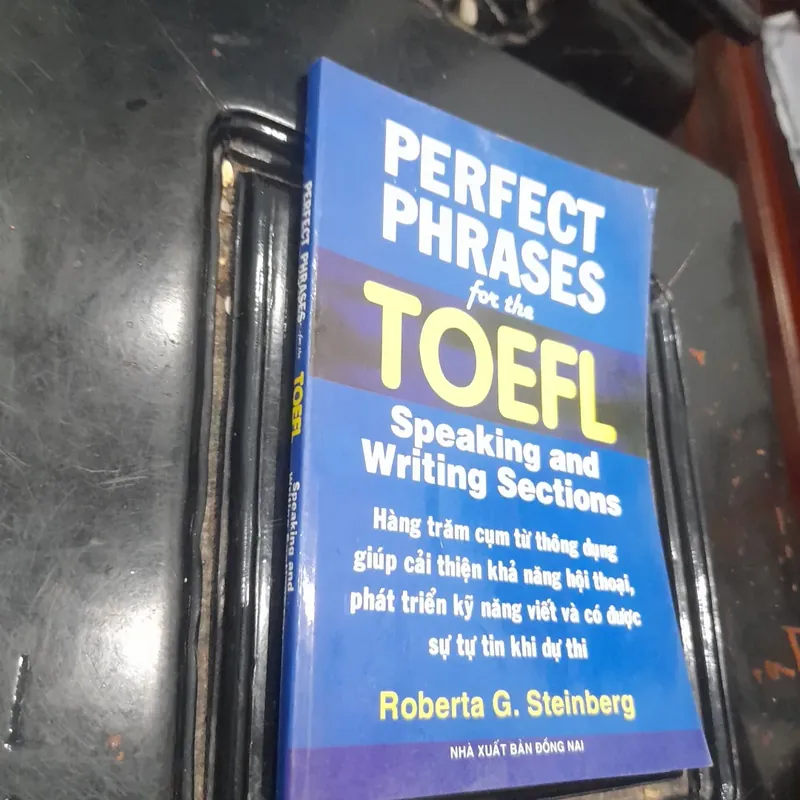 PERFECT
PHRASES
for the
TOEFL
Speaking and
Writing Sections
Hàng trăm cụm từ thông dụng
giúp cải thiện khả năng hội thoại,
phát triển kỹ năng viết và có được
sự tự tin khi dự thi
Roberta G. Steinberg
NHÀ XUẤT BẢN ĐỒNG NAI
PERFECT PHRASES for the TOEFL Speaking and